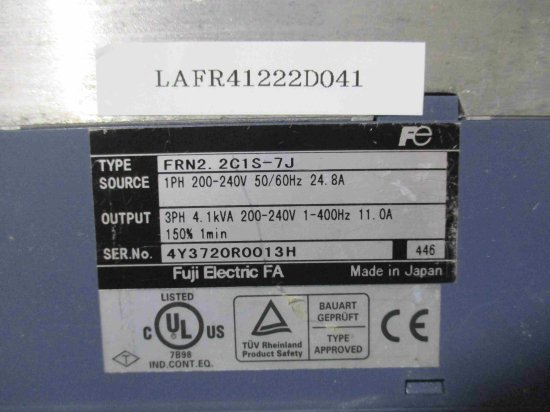 LAFR41222D041
Fe
TYPE FRN2. 2C1S-7J
SOURCE 1PH 200-240V 50/60Hz 24.8A
OUTPUT 3PH 4.1kVA 200-240V 1-400Hz 11.0A
150% 1min
SER.No. 4Y3720R0013H 446
Fuji Electric FA Made in Japan
LISTED
C UL US
7B98
IND.CONT.EQ.
T
TÜV Rheinland
Product Safety
BAUART
GEPRÜFT
TYPE
APPROVED
CE